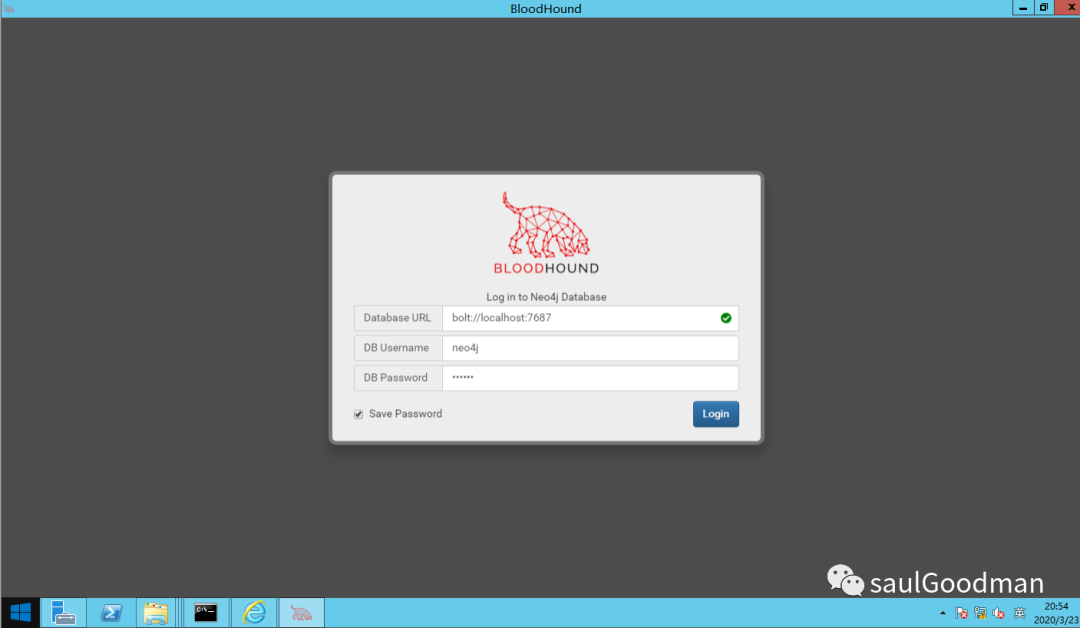 BloodHound
BLOODHOUND
Log in to Neo4j Database
Database URL bolt://localhost:7687
DB Username neo4j
DB Password ••••••
Save Password Login
saulGoodman
英 20:54
2020/3/23